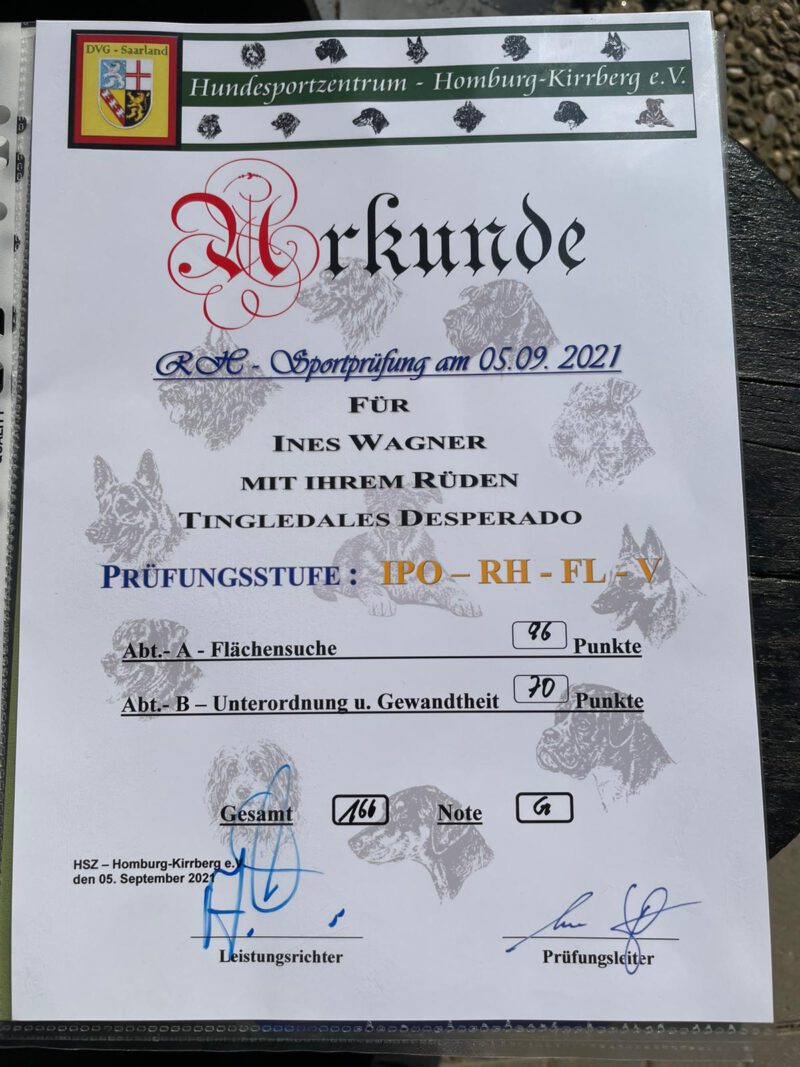 DVG - Saarland
Hundesportzentrum - Homburg-Kirrberg e.V.
Urkunde
RH - Sportprüfung am 05.09. 2021
Für
Ines Wagner
mit ihrem Rüden
Tingledales Desperado
Prüfungsstufe : IPO – RH - FL - V
Abt.- A - Flächensuche 96 Punkte
Abt.- B – Unterordnung u. Gewandtheit 70 Punkte
Gesamt 166 Note G
HSZ – Homburg-Kirrberg e.V.
den 05. September 2021
Leistungsrichter Prüfungsleiter